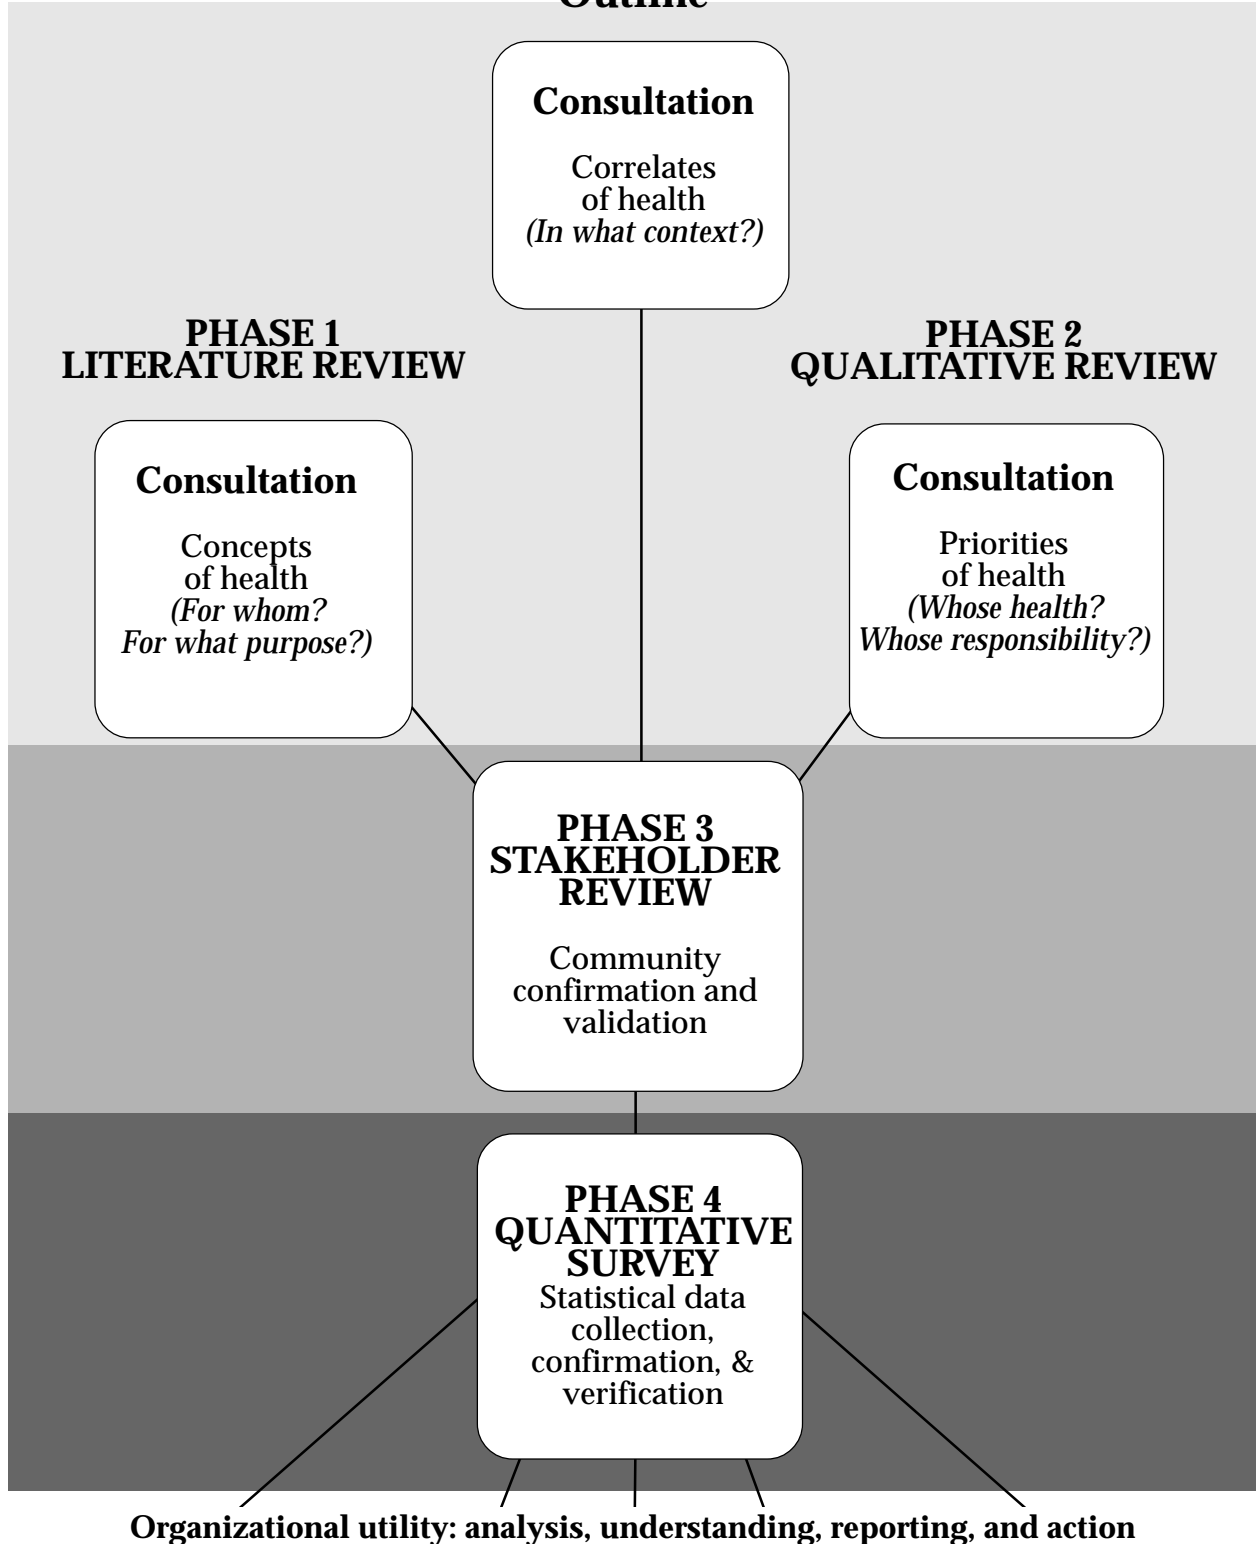 Outline
Consultation
Correlates
of health
(In what context?)
PHASE 1
LITERATURE REVIEW
PHASE 2
QUALITATIVE REVIEW
Consultation
Concepts
of health
(For whom?
For what purpose?)
Consultation
Priorities
of health
(Whose health?
Whose responsibility?)
PHASE 3
STAKEHOLDER
REVIEW
Community
confirmation and
validation
PHASE 4
QUANTITATIVE
SURVEY
Statistical data
collection,
confirmation, &
verification
Organizational utility: analysis, understanding, reporting, and action